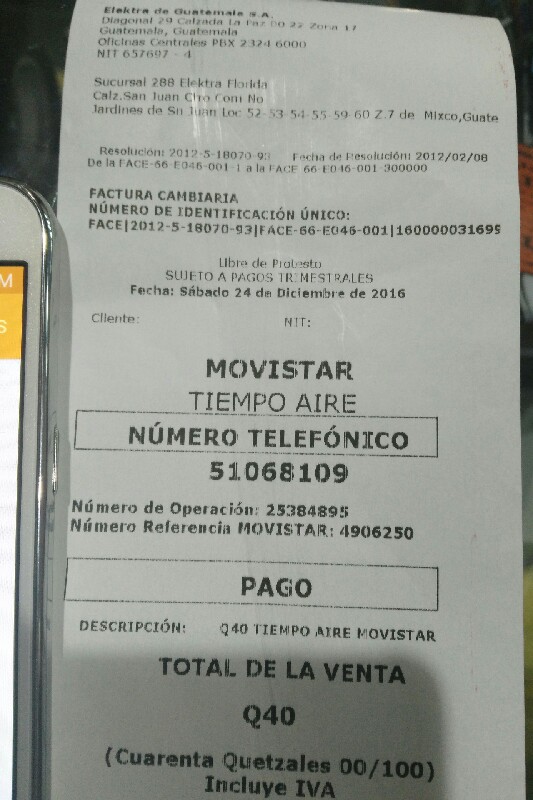 Elektra de Guatemala S.A.
Diagonal 29 Calzada La Paz D0 22 Zona 17
Guatemala, Guatemala
Oficinas Centrales PBX 2324 6000
NIT 657697 - 4
Sucursal 288 Elektra Florida
Calz.San Juan Ctro Com No
Jardines de Sn Juan Loc 52-53-54-55-59-60 Z.7 de Mixco,Guate
Resolución: 2012-5-18070-93 Fecha de Resolución: 2012/02/08
De la FACE-66-E046-001-1 a la FACE 66-E046-001-300000
FACTURA CAMBIARIA
NÚMERO DE IDENTIFICACIÓN ÚNICO:
FACE|2012-5-18070-93|FACE-66-E046-001|160000031699
Libre de Protesto
SUJETO A PAGOS TRIMESTRALES
Fecha: Sábado 24 de Diciembre de 2016
Cliente: NIT:
MOVISTAR
TIEMPO AIRE
NÚMERO TELEFÓNICO
51068109
Número de Operación: 25384895
Número Referencia MOVISTAR: 4906250
PAGO
DESCRIPCIÓN: Q40 TIEMPO AIRE MOVISTAR
TOTAL DE LA VENTA
Q40
(Cuarenta Quetzales 00/100)
Incluye IVA
M
S